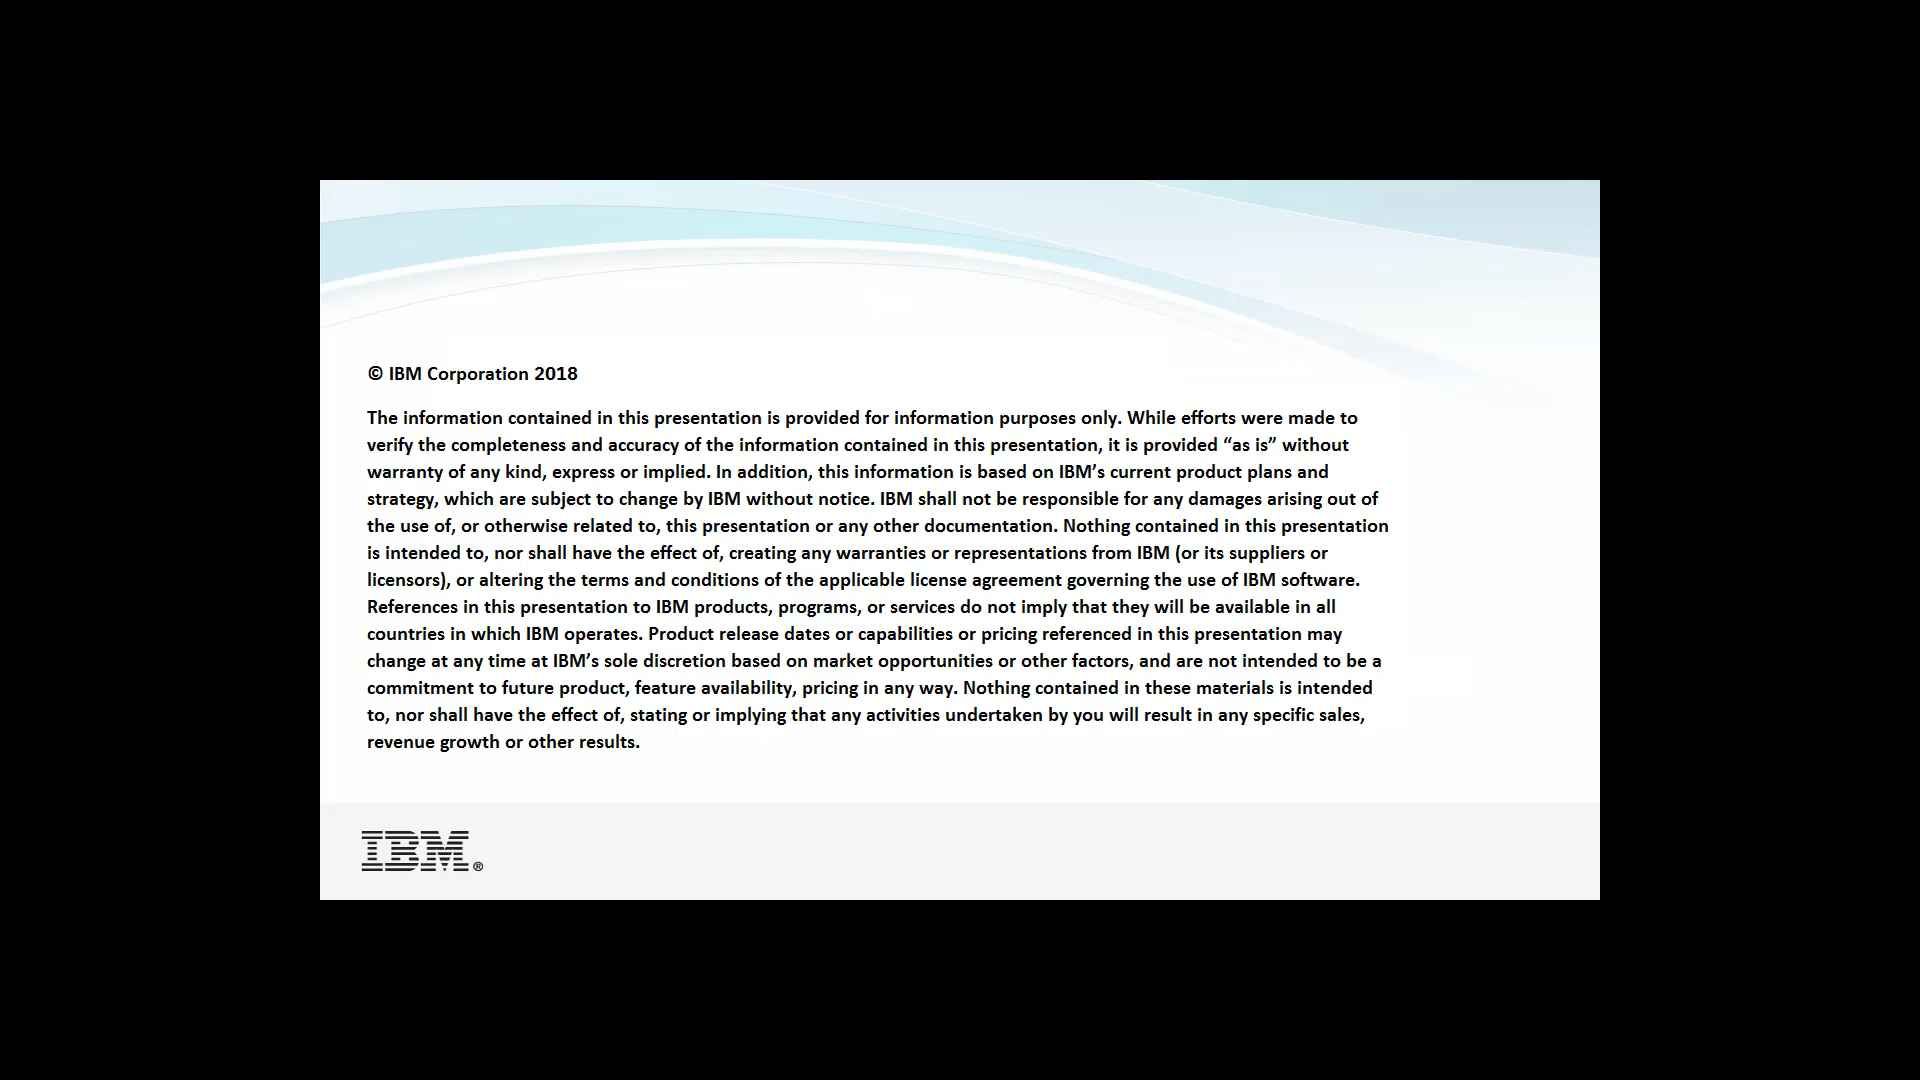 © IBM Corporation 2018
The information contained in this presentation is provided for information purposes only. While efforts were made to
verify the completeness and accuracy of the information contained in this presentation, it is provided “as is” without
warranty of any kind, express or implied. In addition, this information is based on IBM’s current product plans and
strategy, which are subject to change by IBM without notice. IBM shall not be responsible for any damages arising out of
the use of, or otherwise related to, this presentation or any other documentation. Nothing contained in this presentation
is intended to, nor shall have the effect of, creating any warranties or representations from IBM (or its suppliers or
licensors), or altering the terms and conditions of the applicable license agreement governing the use of IBM software.
References in this presentation to IBM products, programs, or services do not imply that they will be available in all
countries in which IBM operates. Product release dates or capabilities or pricing referenced in this presentation may
change at any time at IBM’s sole discretion based on market opportunities or other factors, and are not intended to be a
commitment to future product, feature availability, pricing in any way. Nothing contained in these materials is intended
to, nor shall have the effect of, stating or implying that any activities undertaken by you will result in any specific sales,
revenue growth or other results.
IBM®